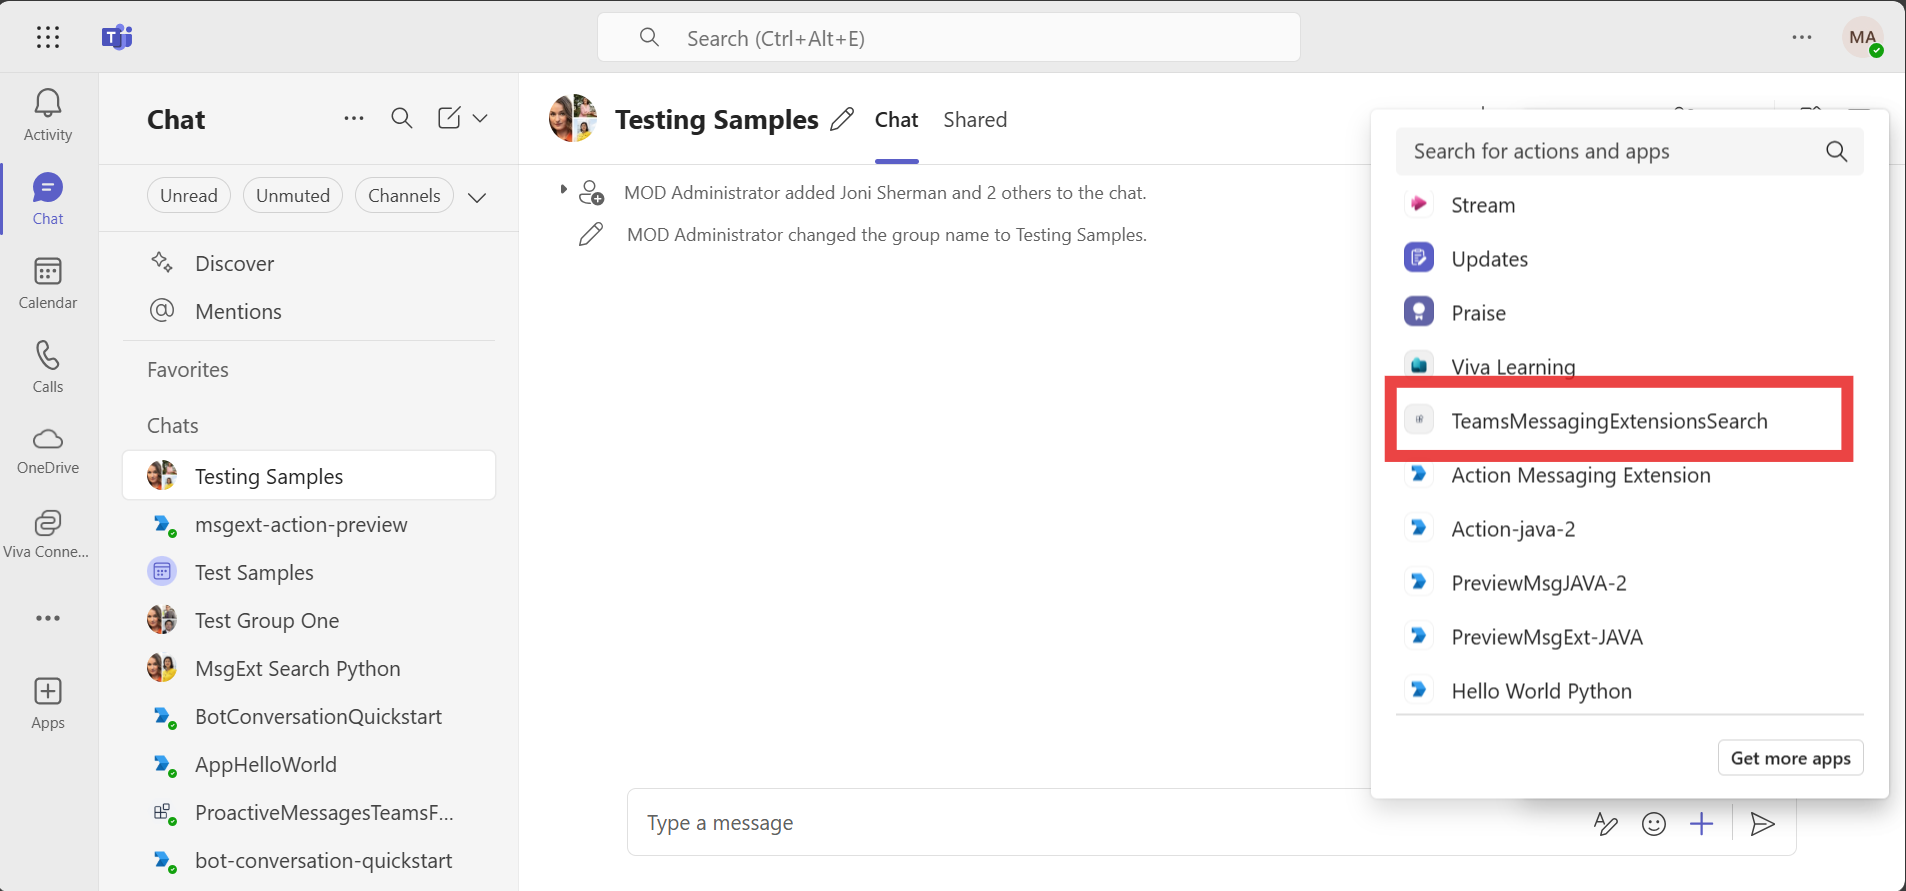 Search (Ctrl+Alt+E)
MA
Activity
Chat
Calendar
Calls
OneDrive
Viva Conne...
Apps
Chat
Unread
Unmuted
Channels
Discover
@ Mentions
Favorites
Chats
Testing Samples
msgext-action-preview
Test Samples
Test Group One
MsgExt Search Python
BotConversationQuickstart
AppHelloWorld
ProactiveMessagesTeamsF...
bot-conversation-quickstart
Testing Samples
Chat
Shared
MOD Administrator added Joni Sherman and 2 others to the chat.
MOD Administrator changed the group name to Testing Samples.
Type a message
Search for actions and apps
Stream
Updates
Praise
Viva Learning
TeamsMessagingExtensionsSearch
Action Messaging Extension
Action-java-2
PreviewMsgJAVA-2
PreviewMsgExt-JAVA
Hello World Python
Get more apps